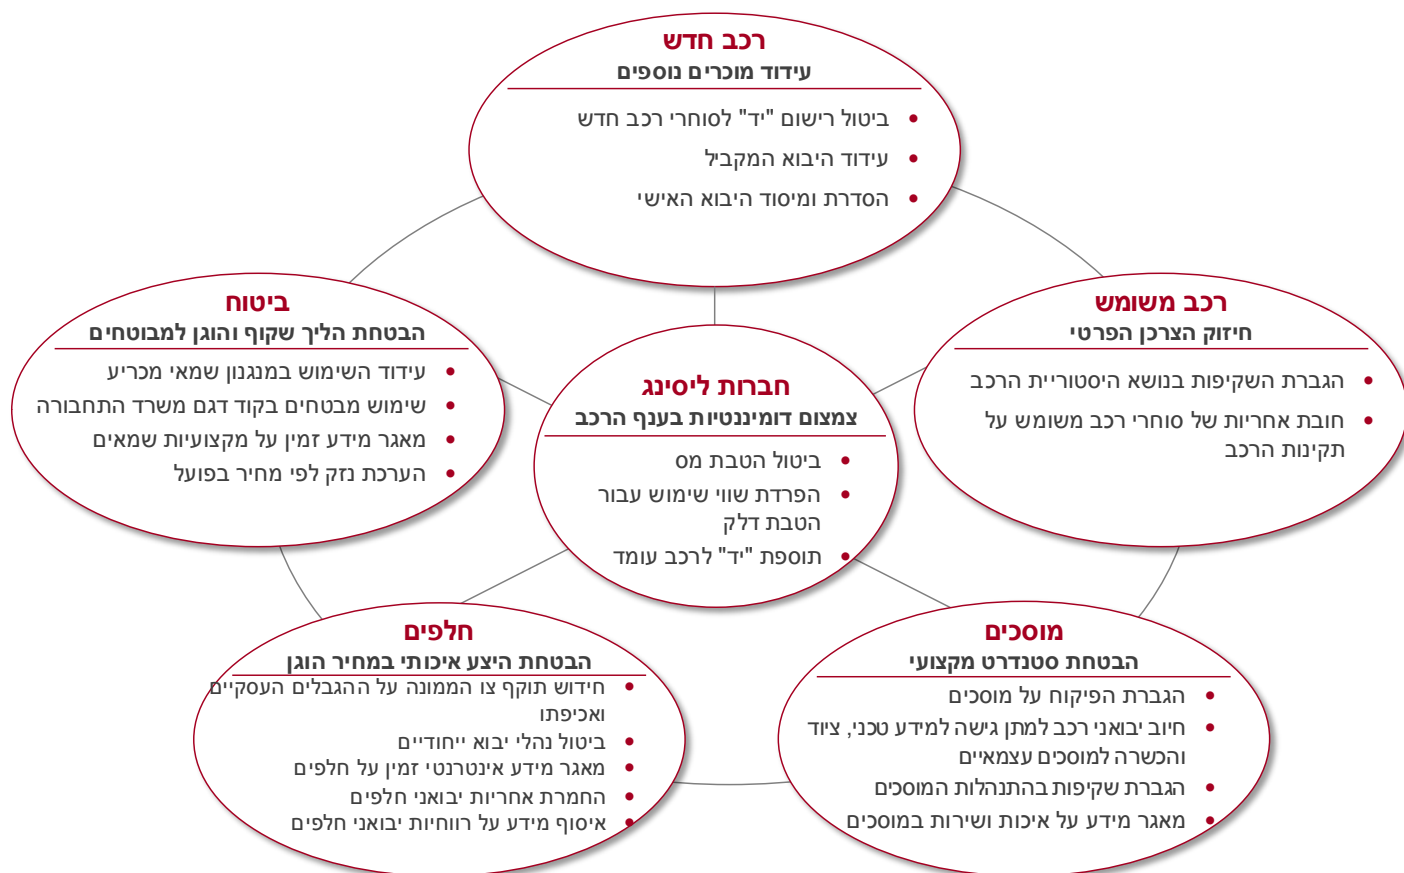 רכב חדש
עידוד מוכרים נוספים
• ביטול רישום "יד" לסוחרי רכב חדש
• עידוד היבוא המקביל
• הסדרת ומיסוד היבוא האישי
רכב משומש
חיזוק הצרכן הפרטי
• הגברת השקיפות בנושא היסטוריית הרכב
• חובת אחריות של סוחרי רכב משומש על
תקינות הרכב
ביטוח
הבטחת הליך שקוף והוגן למבוטחים
• עידוד השימוש במנגנון שמאי מכריע
• שימוש מבטחים בקוד דגם משרד התחבורה
• מאגר מידע זמין על מקצועיות שמאים
• הערכת נזק לפי מחיר בפועל
חברות ליסינג
צמצום דומיננטיות בענף הרכב
• ביטול הטבת מס
• הפרדת שווי שימוש עבור
הטבת דלק
• תוספת "יד" לרכב עומד
מוסכים
הבטחת סטנדרט מקצועי
• הגברת הפיקוח על מוסכים
• חיוב יבואני רכב למתן גישה למידע טכני, ציוד
והכשרה למוסכים עצמאיים
• הגברת שקיפות בהתנהלות המוסכים
• מאגר מידע על איכות ושירות במוסכים
חלפים
הבטחת היצע איכותי במחיר הוגן
• חידוש תוקף צו הממונה על ההגבלים העסקיים
ואכיפתו
• ביטול נהלי יבוא ייחודיים
• מאגר מידע אינטרנטי זמין על חלפים
• החמרת אחריות יבואני חלפים
• איסוף מידע על רווחיות יבואני חלפים